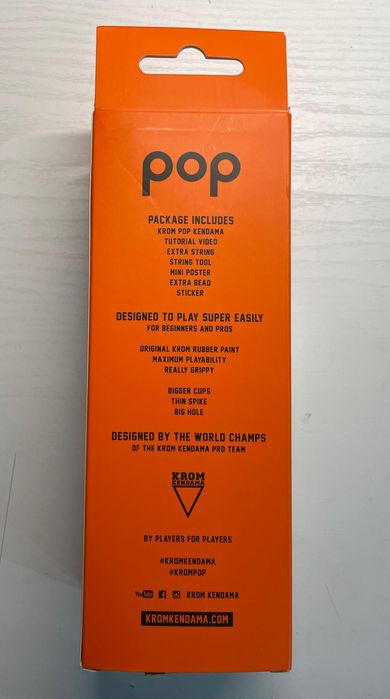 pop
PACKAGE INCLUDES
KROM POP KENDAMA
TUTORIAL VIDEO
EXTRA STRING
STRING TOOL
MINI POSTER
EXTRA BEAD
STICKER
DESIGNED TO PLAY SUPER EASILY
FOR BEGINNERS AND PROS
ORIGINAL KROM RUBBER PAINT
MAXIMUM PLAYABILITY
REALLY GRIPPY
BIGGER CUPS
THIN SPIKE
BIG HOLE
DESIGNED BY THE WORLD CHAMPS
OF THE KROM KENDAMA PRO TEAM
KROM
KENDAMA
BY PLAYERS FOR PLAYERS
#KROMKENDAMA
#KROMPOP
YouTube f KROM KENDAMA
KROMKENDAMA.COM